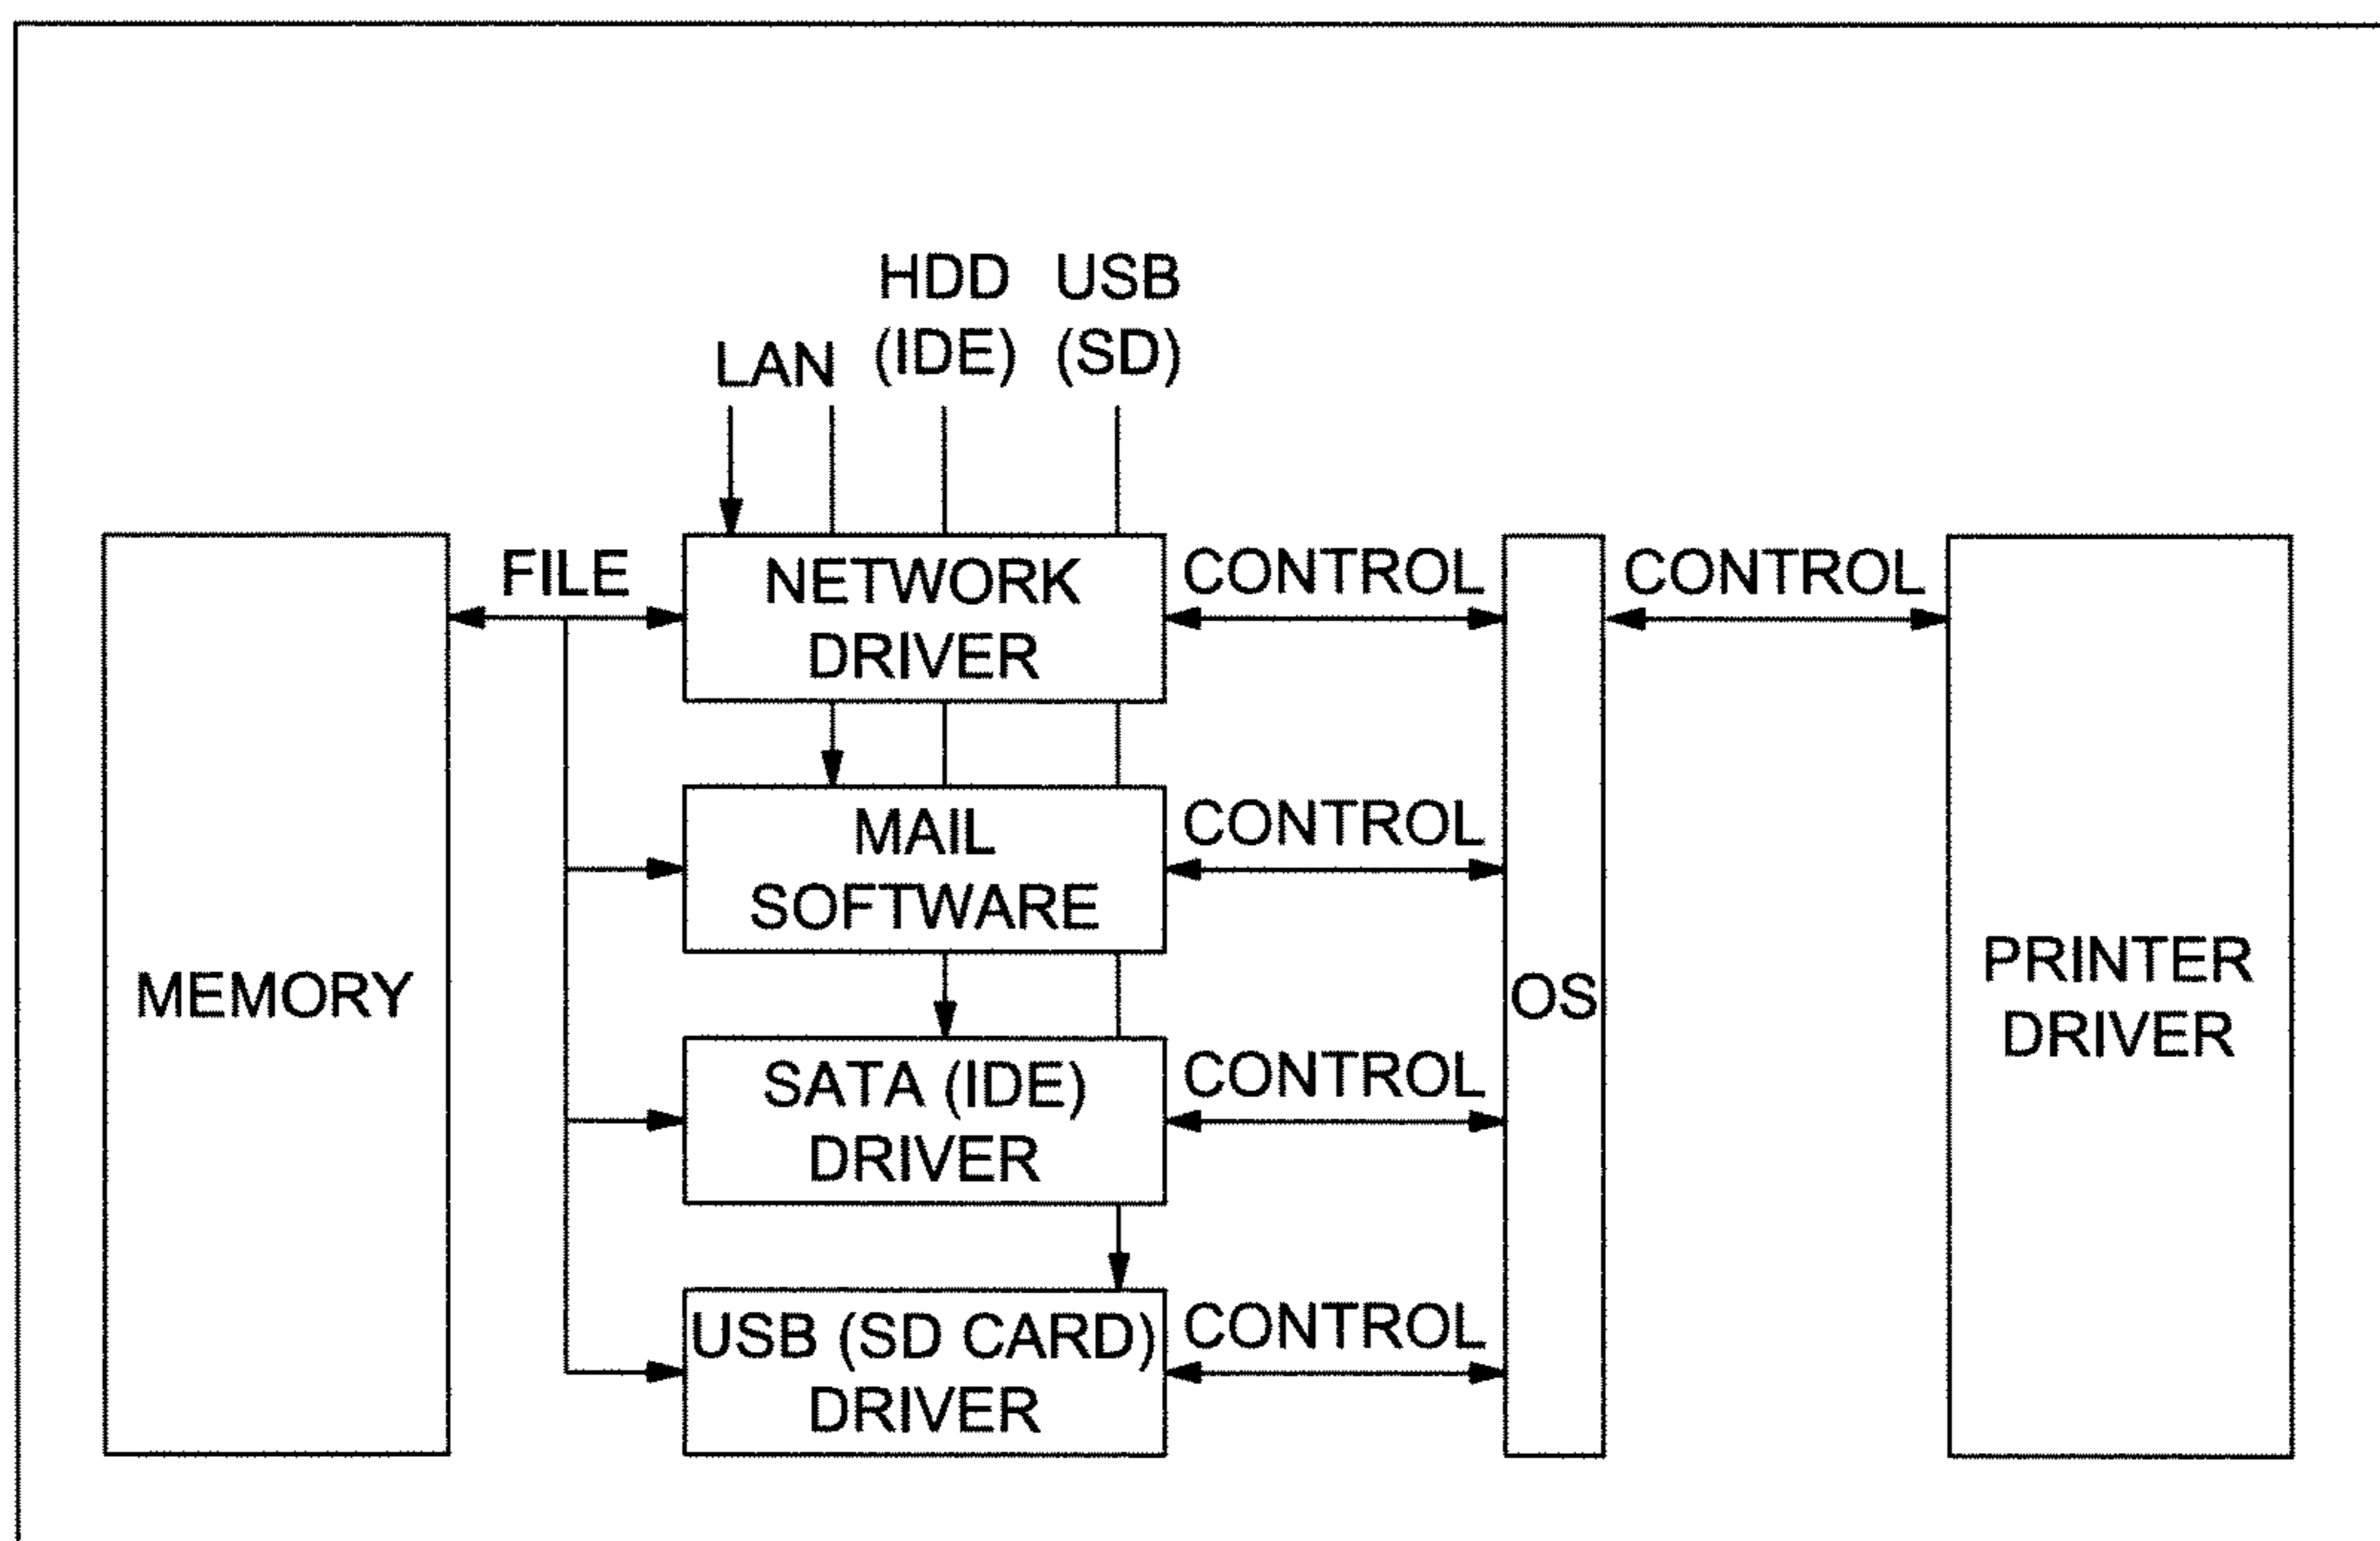 HDD USB
LAN (IDE) (SD)
FILE
NETWORK
DRIVER
CONTROL
CONTROL
MAIL
SOFTWARE
CONTROL
MEMORY
OS
PRINTER
DRIVER
SATA (IDE)
DRIVER
CONTROL
USB (SD CARD)
DRIVER
CONTROL